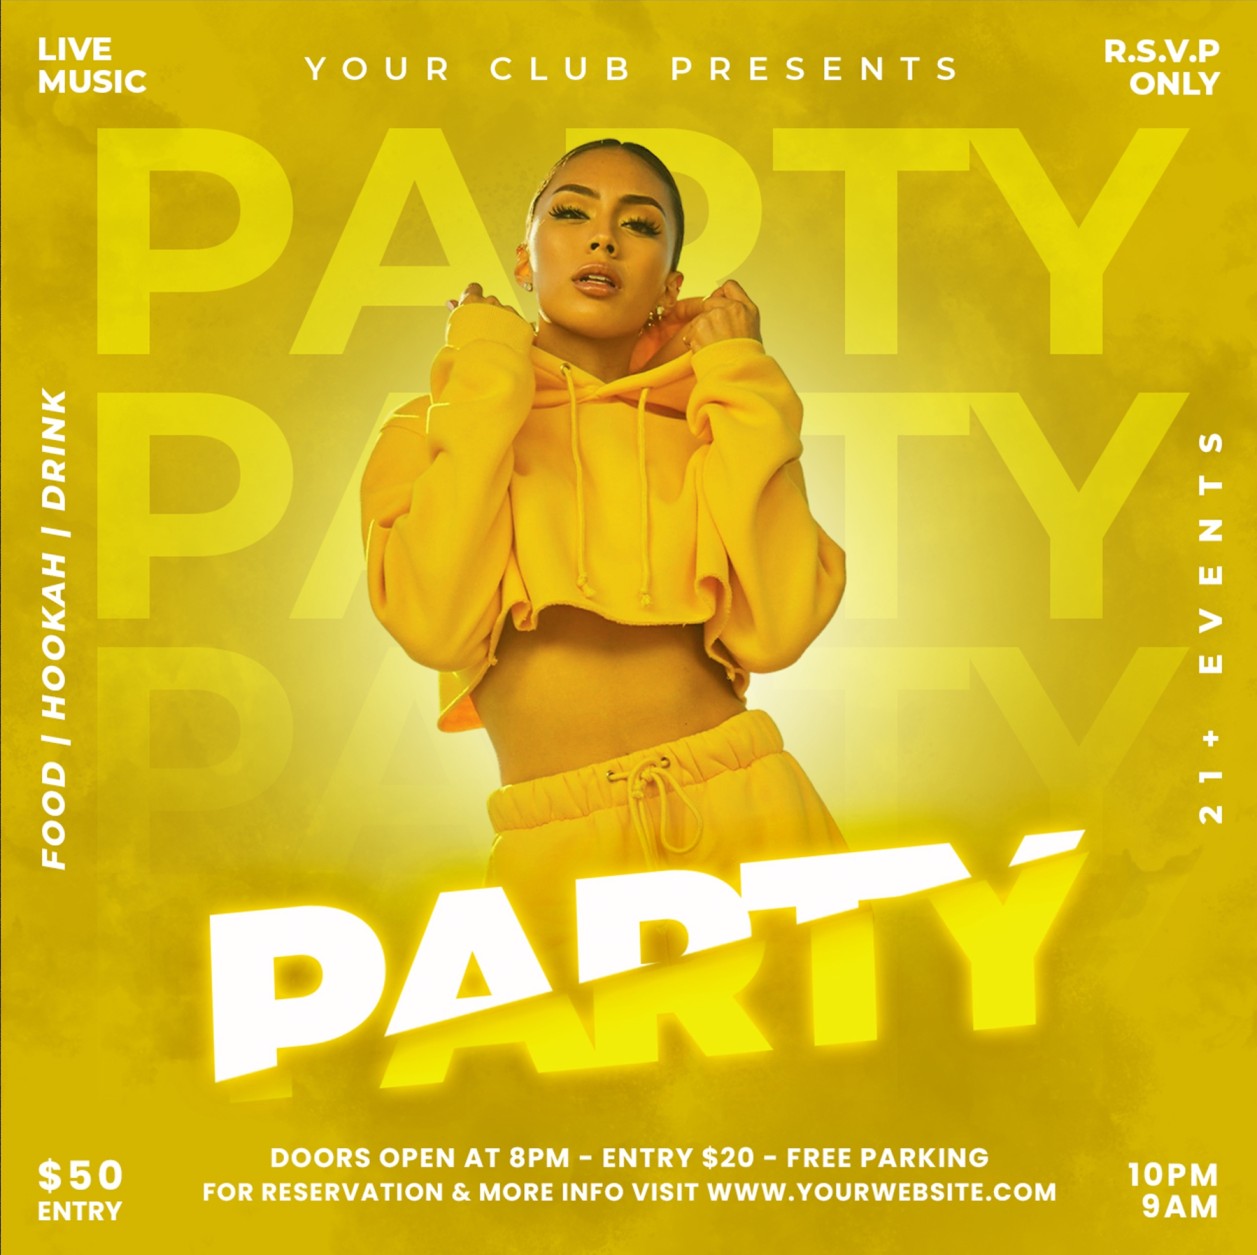 LIVE
MUSIC
YOUR CLUB PRESENTS
R.S.V.P
ONLY
PARTY
PARTY
PARTY
FOOD | HOOKAH | DRINK
21+ EVENTS
PARTY
DOORS OPEN AT 8PM - ENTRY $20 - FREE PARKING
FOR RESERVATION & MORE INFO VISIT WWW.YOURWEBSITE.COM
$50
ENTRY
10PM
9AM